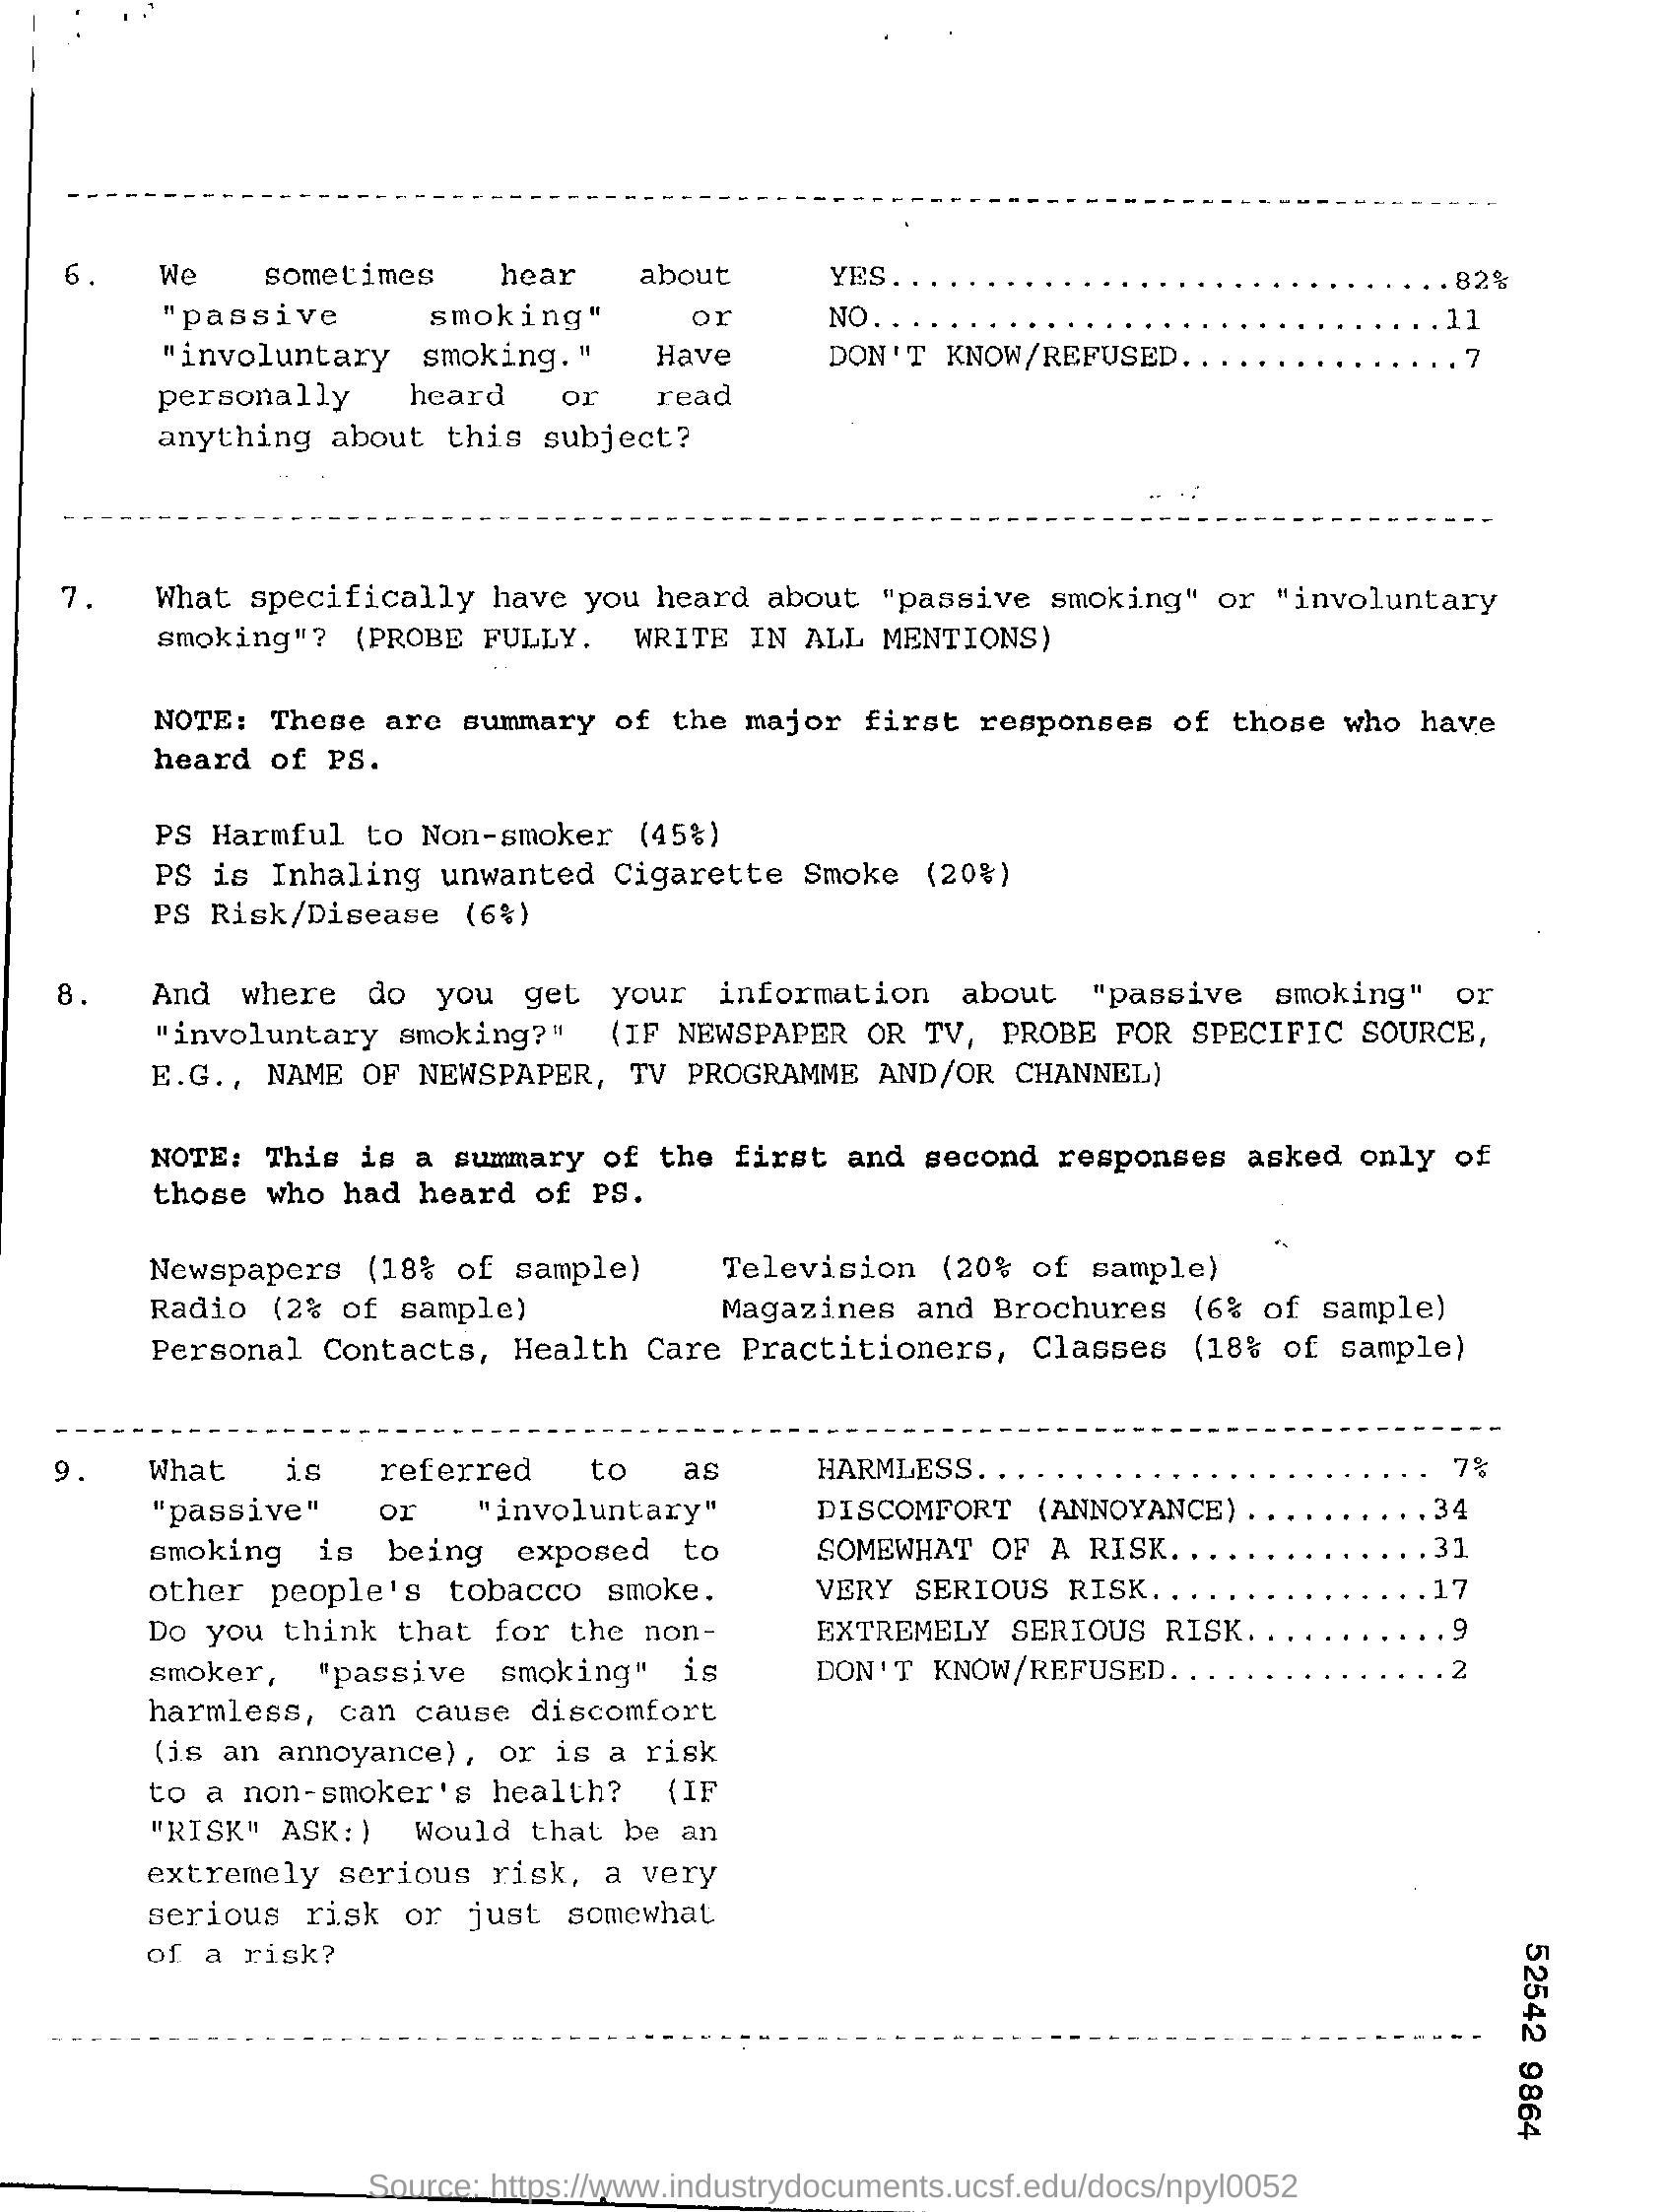 6. We sometimes hear about YES..............................82%
"passive smoking" or NO..............................11
"involuntary smoking." Have DON'T KNOW/REFUSED...............7
personally heard or read
anything about this subject?
7. What specifically have you heard about "passive smoking" or "involuntary
smoking"? (PROBE FULLY. WRITE IN ALL MENTIONS)
NOTE: These are summary of the major first responses of those who have
heard of PS.
PS Harmful to Non-smoker (45%)
PS is Inhaling unwanted Cigarette Smoke (20%)
PS Risk/Disease (6%)
8. And where do you get your information about "passive smoking" or
"involuntary smoking?" (IF NEWSPAPER OR TV, PROBE FOR SPECIFIC SOURCE,
E.G., NAME OF NEWSPAPER, TV PROGRAMME AND/OR CHANNEL)
NOTE: This is a summary of the first and second responses asked only of
those who had heard of PS.
Newspapers (18% of sample) Television (20% of sample)
Radio (2% of sample) Magazines and Brochures (6% of sample)
Personal Contacts, Health Care Practitioners, Classes (18% of sample)
9. What is referred to as HARMLESS........................ 7%
"passive" or "involuntary" DISCOMFORT (ANNOYANCE)..........34
smoking is being exposed to SOMEWHAT OF A RISK..............31
other people's tobacco smoke. VERY SERIOUS RISK...............17
Do you think that for the non- EXTREMELY SERIOUS RISK...........9
smoker, "passive smoking" is DON'T KNOW/REFUSED...............2
harmless, can cause discomfort
(is an annoyance), or is a risk
to a non-smoker's health? (IF
"RISK" ASK:) Would that be an
extremely serious risk, a very
serious risk or just somewhat
of a risk?
52542 9864
Source: https://www.industrydocuments.ucsf.edu/docs/npyl0052